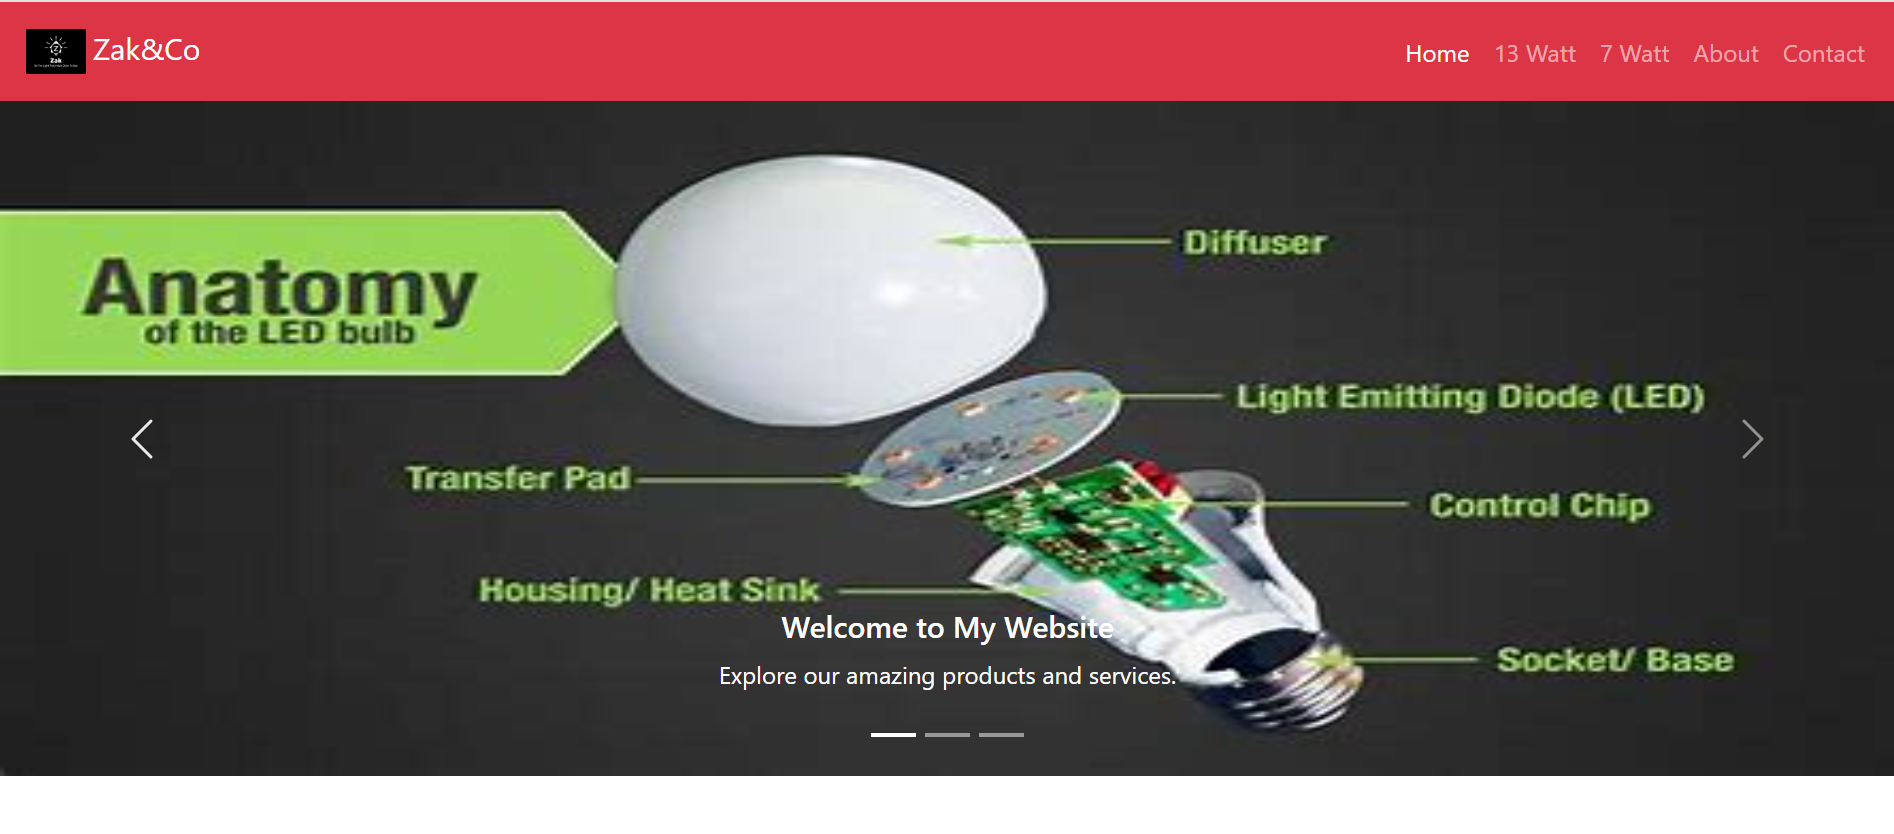 Zak
Zak&Co
Home
13 Watt
7 Watt
About
Contact
Diffuser
Anatomy
of the LED bulb
Light Emitting Diode (LED)
Transfer Pad
Control Chip
Housing/ Heat Sink
Welcome to My Website
Socket/ Base
Explore our amazing products and services.